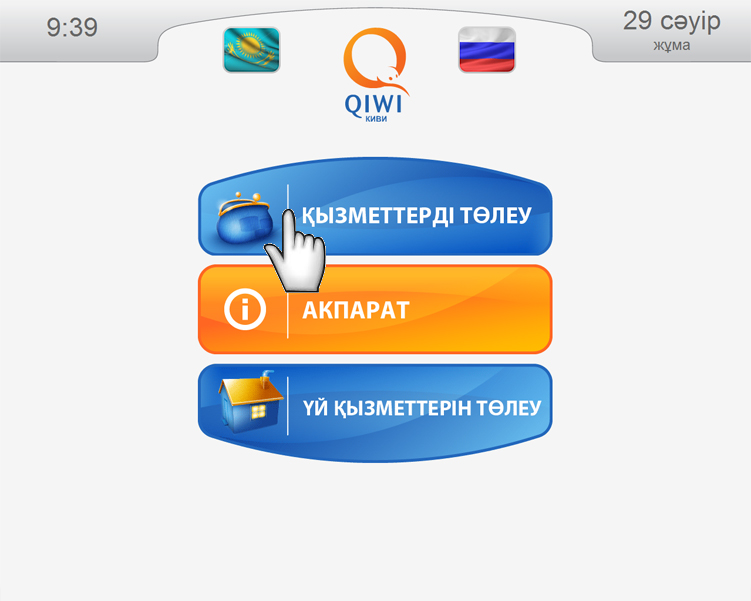 9:39
29 сәуір
жұма
QIWI
КИВИ
ҚЫЗМЕТТЕРДІ ТӨЛЕУ
АКПАРАТ
ҮЙ ҚЫЗМЕТТЕРІН ТӨЛЕУ